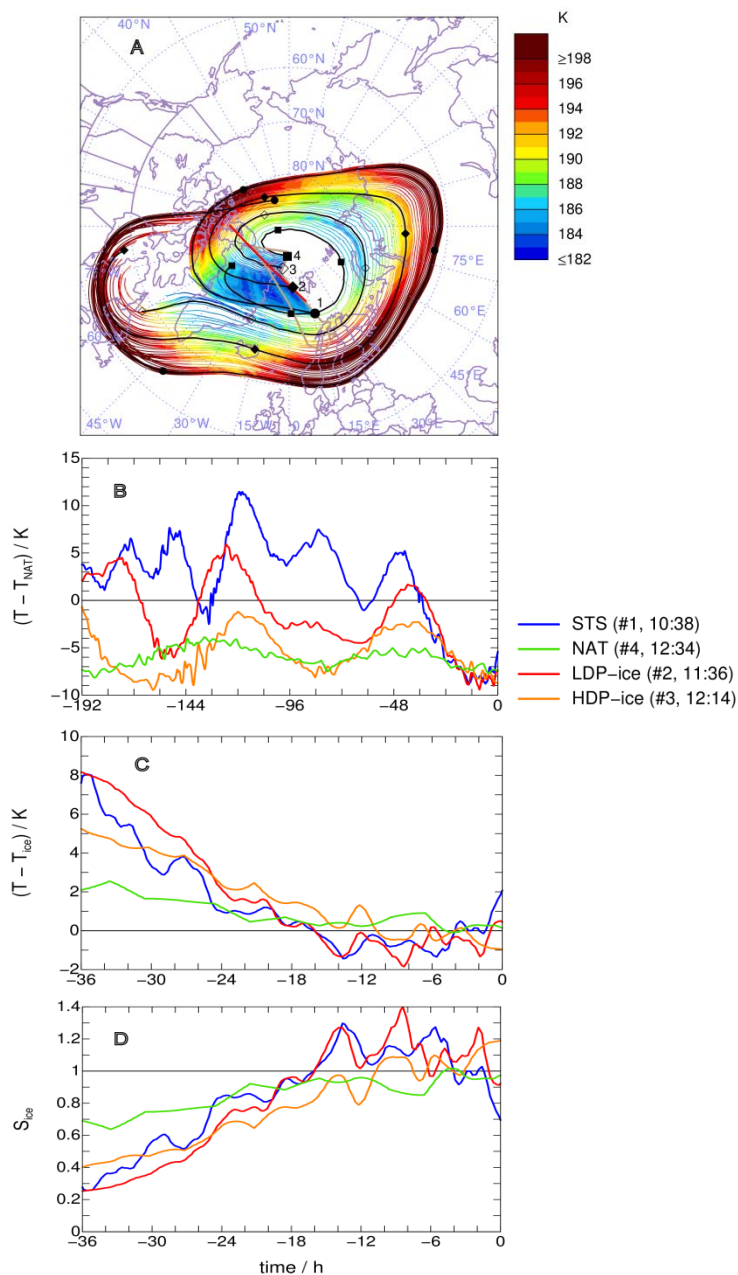 K
A
50°N
40°N
60°N
70°N
80°N
≥198
196
194
192
190
188
186
184
≤182
4
3
2
1
75°E
60°E
45°E
45°W
30°W
15°W
0
15°E
30°E
15
10
5
0
−5
−10
(T − T_NAT) / K
B
−192
−144
−96
−48
0
STS (#1, 10:38)
NAT (#4, 12:34)
LDP−ice (#2, 11:36)
HDP−ice (#3, 12:14)
10
8
6
4
2
0
−2
(T − T_ice) / K
C
−36
−30
−24
−18
−12
−6
0
1.4
1.2
1
0.8
0.6
0.4
0.2
0
S_ice
D
−36
−30
−24
−18
−12
−6
0
time / h